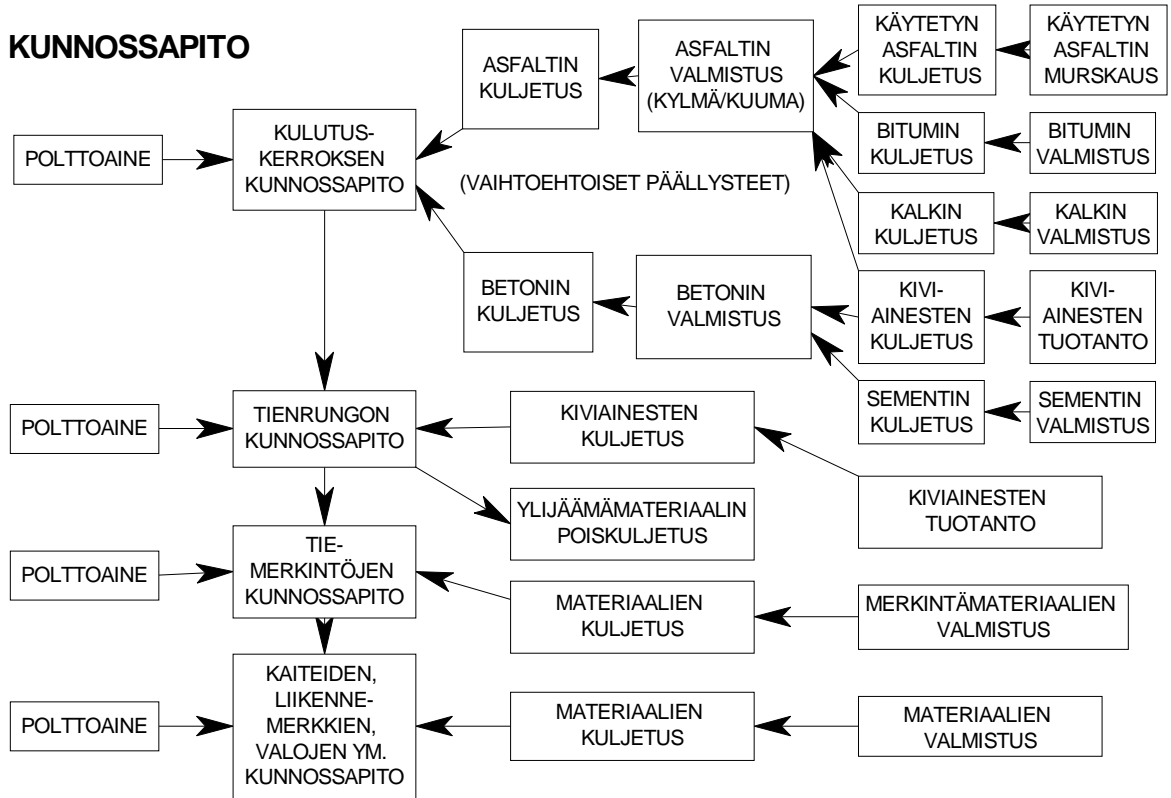 KUNNOSSAPITO
POLTTOAINE
KULUTUS-
KERROKSEN
KUNNOSSAPITO
ASFALTIN
KULJETUS
ASFALTIN
VALMISTUS
(KYLMÄ/KUUMA)
KÄYTETYN
ASFALTIN
KULJETUS
KÄYTETYN
ASFALTIN
MURSKAUS
BITUMIN
KULJETUS
BITUMIN
VALMISTUS
(VAIHTOEHTOISET PÄÄLLYSTEET)
KALKIN
KULJETUS
KALKIN
VALMISTUS
BETONIN
KULJETUS
BETONIN
VALMISTUS
KIVI-
AINESTEN
KULJETUS
KIVI-
AINESTEN
TUOTANTO
SEMENTIN
KULJETUS
SEMENTIN
VALMISTUS
POLTTOAINE
TIENRUNGON
KUNNOSSAPITO
KIVIAINESTEN
KULJETUS
KIVIAINESTEN
TUOTANTO
YLIJÄÄMÄMATERIAALIN
POISKULJETUS
POLTTOAINE
TIE-
MERKINTÖJEN
KUNNOSSAPITO
MATERIAALIEN
KULJETUS
MERKINTÄMATERIAALIEN
VALMISTUS
POLTTOAINE
KAITEIDEN,
LIIKENNE-
MERKKIEN,
VALOJEN YM.
KUNNOSSAPITO
MATERIAALIEN
KULJETUS
MATERIAALIEN
VALMISTUS